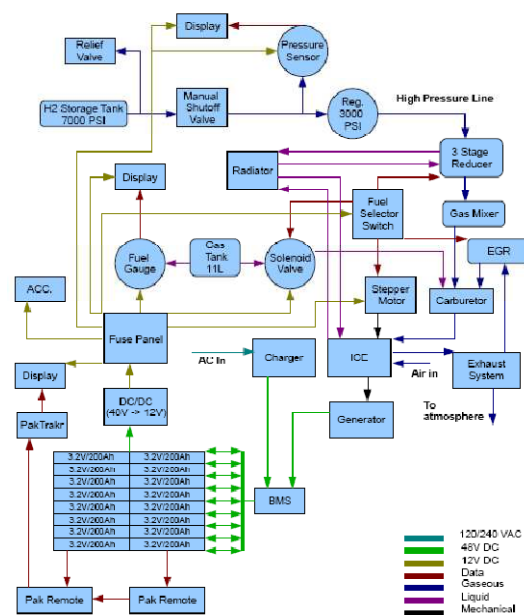 Display
Relief
Valve
Pressure
Sensor
H2 Storage Tank
7000 PSI
Manual
Shutoff
Valve
Reg.
3000
PSI
High Pressure Line
3 Stage
Reducer
Radiator
Display
Fuel
Selector
Switch
Gas Mixer
Fuel
Gauge
Gas
Tank
11L
Solenoid
Valve
EGR
ACC.
Stepper
Motor
Carburetor
Fuse Panel
AC In
Charger
ICE
Air in
Exhaust
System
Display
DC/DC
(48V -> 12V)
Generator
To
atmosphere
PakTrakr
3.2V/200Ah 3.2V/200Ah
3.2V/200Ah 3.2V/200Ah
3.2V/200Ah 3.2V/200Ah
3.2V/200Ah 3.2V/200Ah
3.2V/200Ah 3.2V/200Ah
3.2V/200Ah 3.2V/200Ah
3.2V/200Ah 3.2V/200Ah
3.2V/200Ah 3.2V/200Ah
BMS
Pak Remote
Pak Remote
120/240 VAC
48V DC
12V DC
Data
Gaseous
Liquid
Mechanical